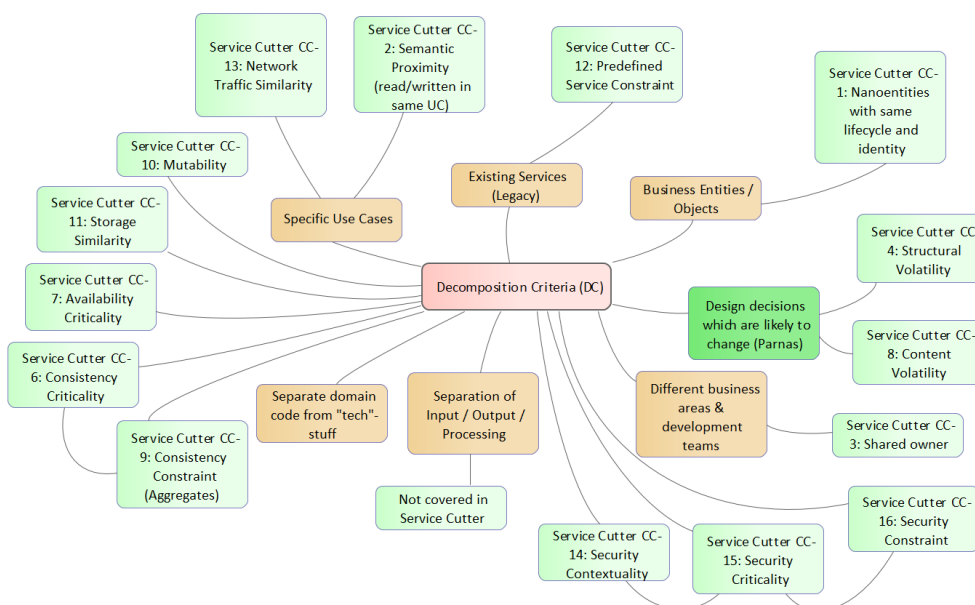 Service Cutter CC-
13: Network
Traffic Similarity
Service Cutter CC-
2: Semantic
Proximity
(read/written in
same UC)
Service Cutter CC-
12: Predefined
Service Constraint
Service Cutter CC-
1: Nanoentities
with same
lifecycle and
identity
Service Cutter CC-
10: Mutability
Existing Services
(Legacy)
Business Entities /
Objects
Specific Use Cases
Service Cutter CC-
11: Storage
Similarity
Service Cutter CC-
4: Structural
Volatility
Service Cutter CC-
7: Availability
Criticality
Decomposition Criteria (DC)
Design decisions
which are likely to
change (Parnas)
Service Cutter CC-
8: Content
Volatility
Service Cutter CC-
6: Consistency
Criticality
Separate domain
code from "tech"-
stuff
Separation of
Input / Output /
Processing
Different business
areas &
development
teams
Service Cutter CC-
3: Shared owner
Service Cutter CC-
9: Consistency
Constraint
(Aggregates)
Not covered in
Service Cutter
Service Cutter CC-
14: Security
Contextuality
Service Cutter CC-
15: Security
Criticality
Service Cutter CC-
16: Security
Constraint